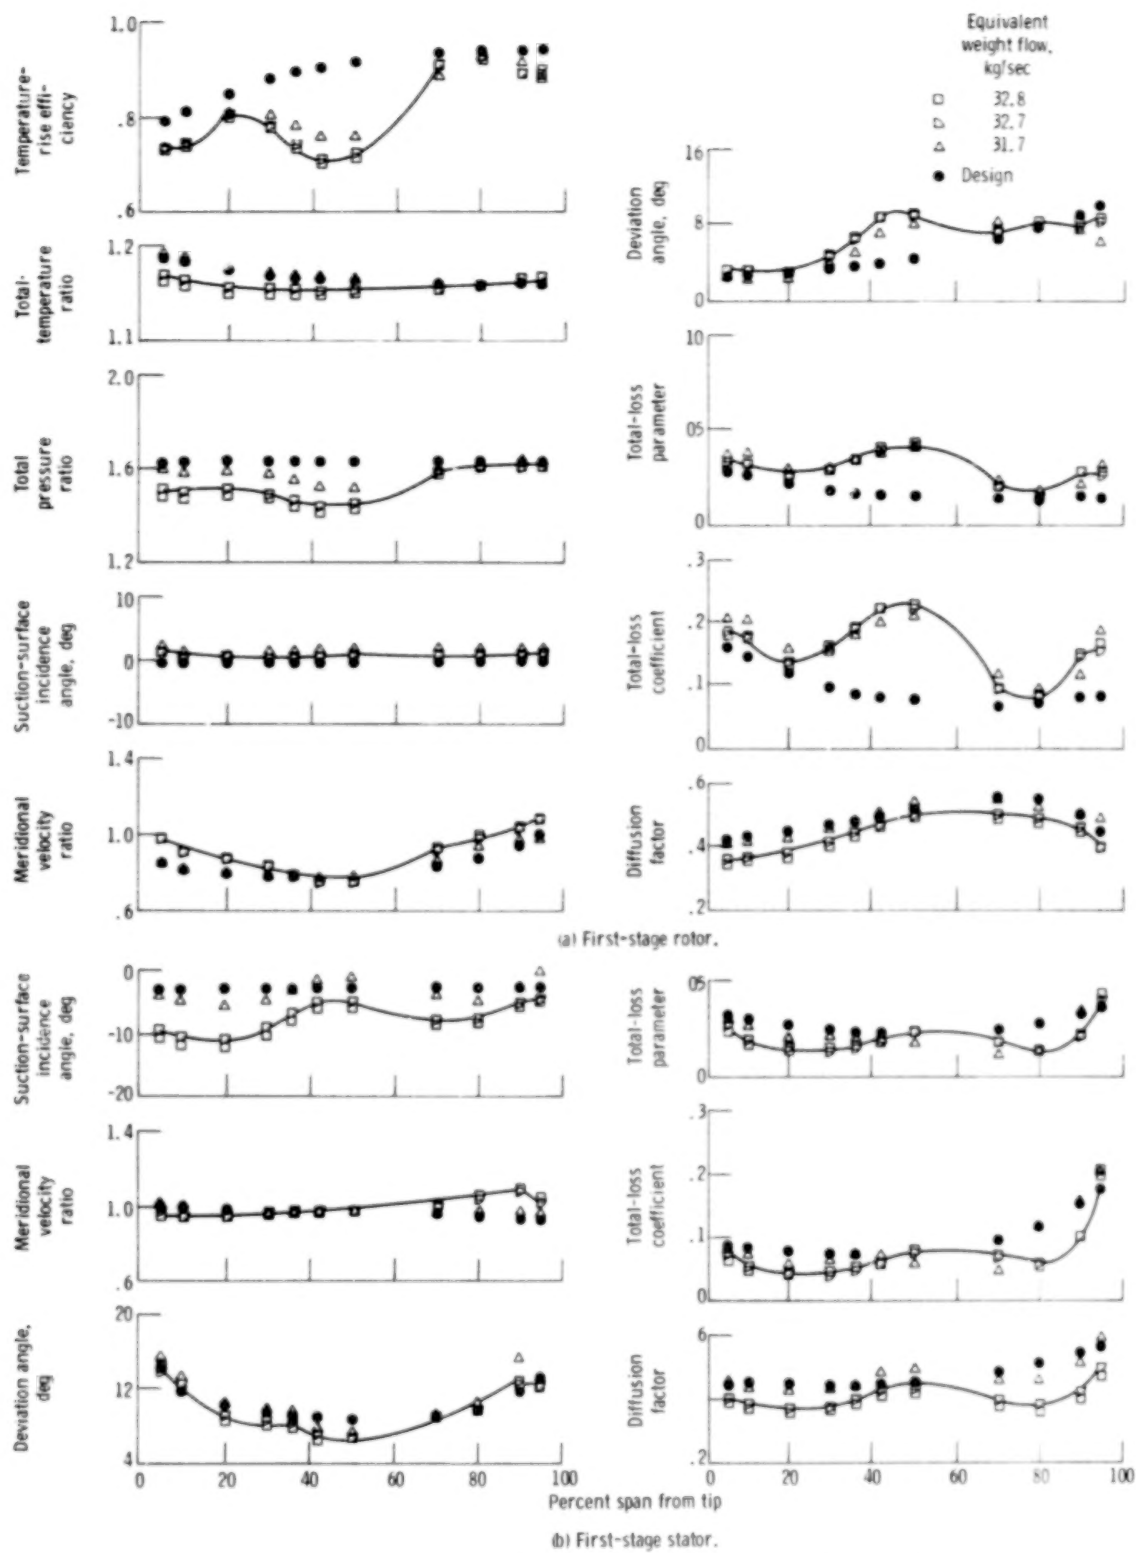 Equivalent
weight flow,
kg/sec
32.8
32.7
31.7
Design
Temperature-
rise effi-
ciency
1.0
.8
.6
Total-
temperature
ratio
1.2
1.1
Total
pressure
ratio
2.0
1.6
1.2
Suction-surface
incidence
angle, deg
10
0
-10
Meridional
velocity
ratio
1.4
1.0
.6
Deviation
angle, deg
16
8
0
Total-loss
parameter
10
05
0
Total-loss
coefficient
.3
.2
.1
0
Diffusion
factor
.6
.4
.2
(a) First-stage rotor.
Suction-surface
incidence
angle, deg
0
-10
-20
Meridional
velocity
ratio
1.4
1.0
.6
Deviation angle,
deg
20
12
4
0 20 40 60 80 100
Total-loss
parameter
05
0
Total-loss
coefficient
.3
.2
.1
0
Diffusion
factor
6
.2
0 20 40 60 80 100
Percent span from tip
(b) First-stage stator.